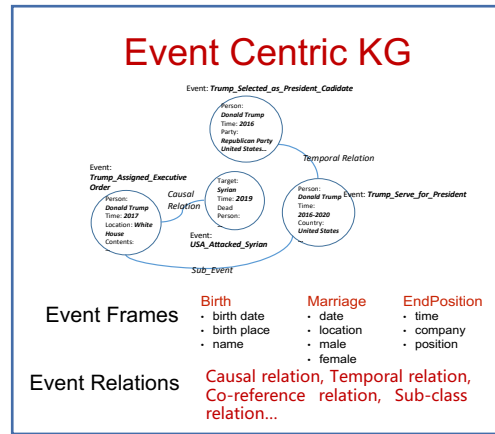 Event Centric KG
Event: Trump_Selected_as_President_Cadidate
Person:
Donald Trump
Time: 2016
Party:
Republican Party
United States...
Temporal Relation
Event:
Trump_Assigned_Executive
Order
Causal
Relation
Target:
Syrian
Time: 2019
Dead
Person:
...
Person:
Donald Trump
Time: 2017
Location: White
House
Contents:
...
Person:
Donald Trump
Time:
2016-2020
Country:
United States
...
Event: Trump_Serve_for_President
Event:
USA_Attacked_Syrian
Sub_Event
Event Frames
Birth
• birth date
• birth place
• name
Marriage
• date
• location
• male
• female
EndPosition
• time
• company
• position
Event Relations
Causal relation, Temporal relation,
Co-reference relation, Sub-class
relation...